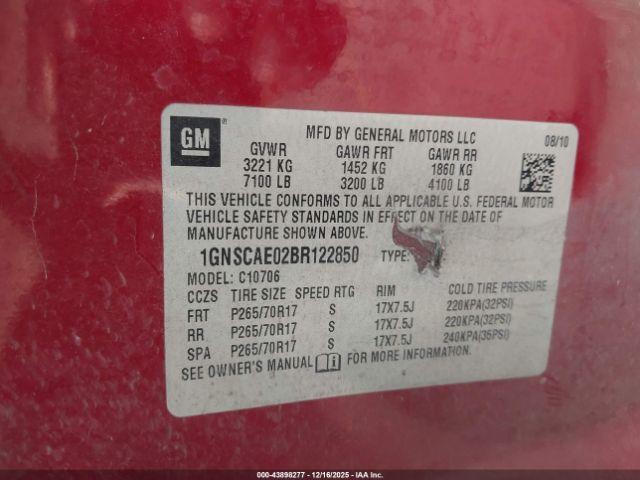 GM ®
MFD BY GENERAL MOTORS LLC 08/10
GVWR GAWR FRT GAWR RR
3221 KG 1452 KG 1860 KG
7100 LB 3200 LB 4100 LB
THIS VEHICLE CONFORMS TO ALL APPLICABLE U.S. FEDERAL MOTOR
VEHICLE SAFETY STANDARDS IN EFFECT ON THE DATE OF
MANUFACTURE SHOWN ABOVE.
1GNSCAE02BR122850 TYPE:
MODEL: C10706
CCZS TIRE SIZE SPEED RTG RIM COLD TIRE PRESSURE
FRT P265/70R17 S 17X7.5J 220KPA(32PSI)
RR P265/70R17 S 17X7.5J 220KPA(32PSI)
SPA P265/70R17 S 17X7.5J 240KPA(35PSI)
SEE OWNER'S MANUAL FOR MORE INFORMATION.
000-43898277 - 12/16/2025 - COPART.CA